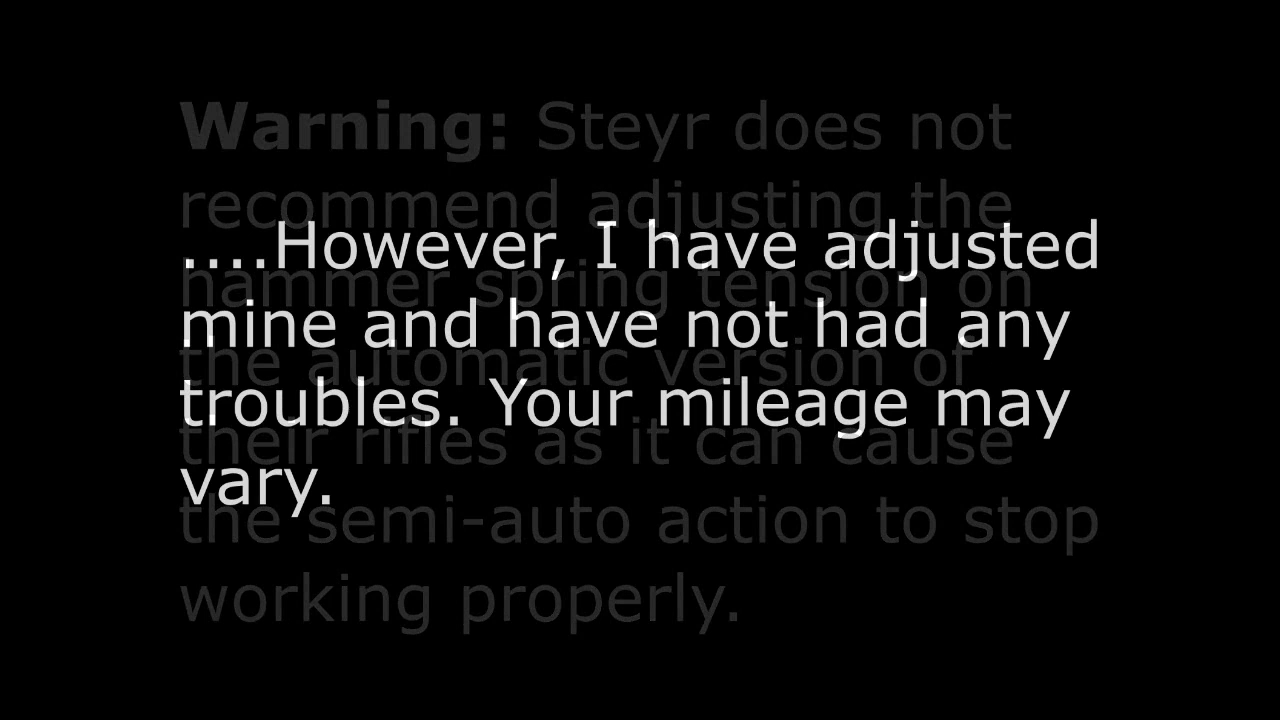 Warning: Steyr does not
recommend adjusting the
hammer spring tension on
the automatic version of
their rifles as it can cause
the semi-auto action to stop
working properly.
....However, I have adjusted
mine and have not had any
troubles. Your mileage may
vary.